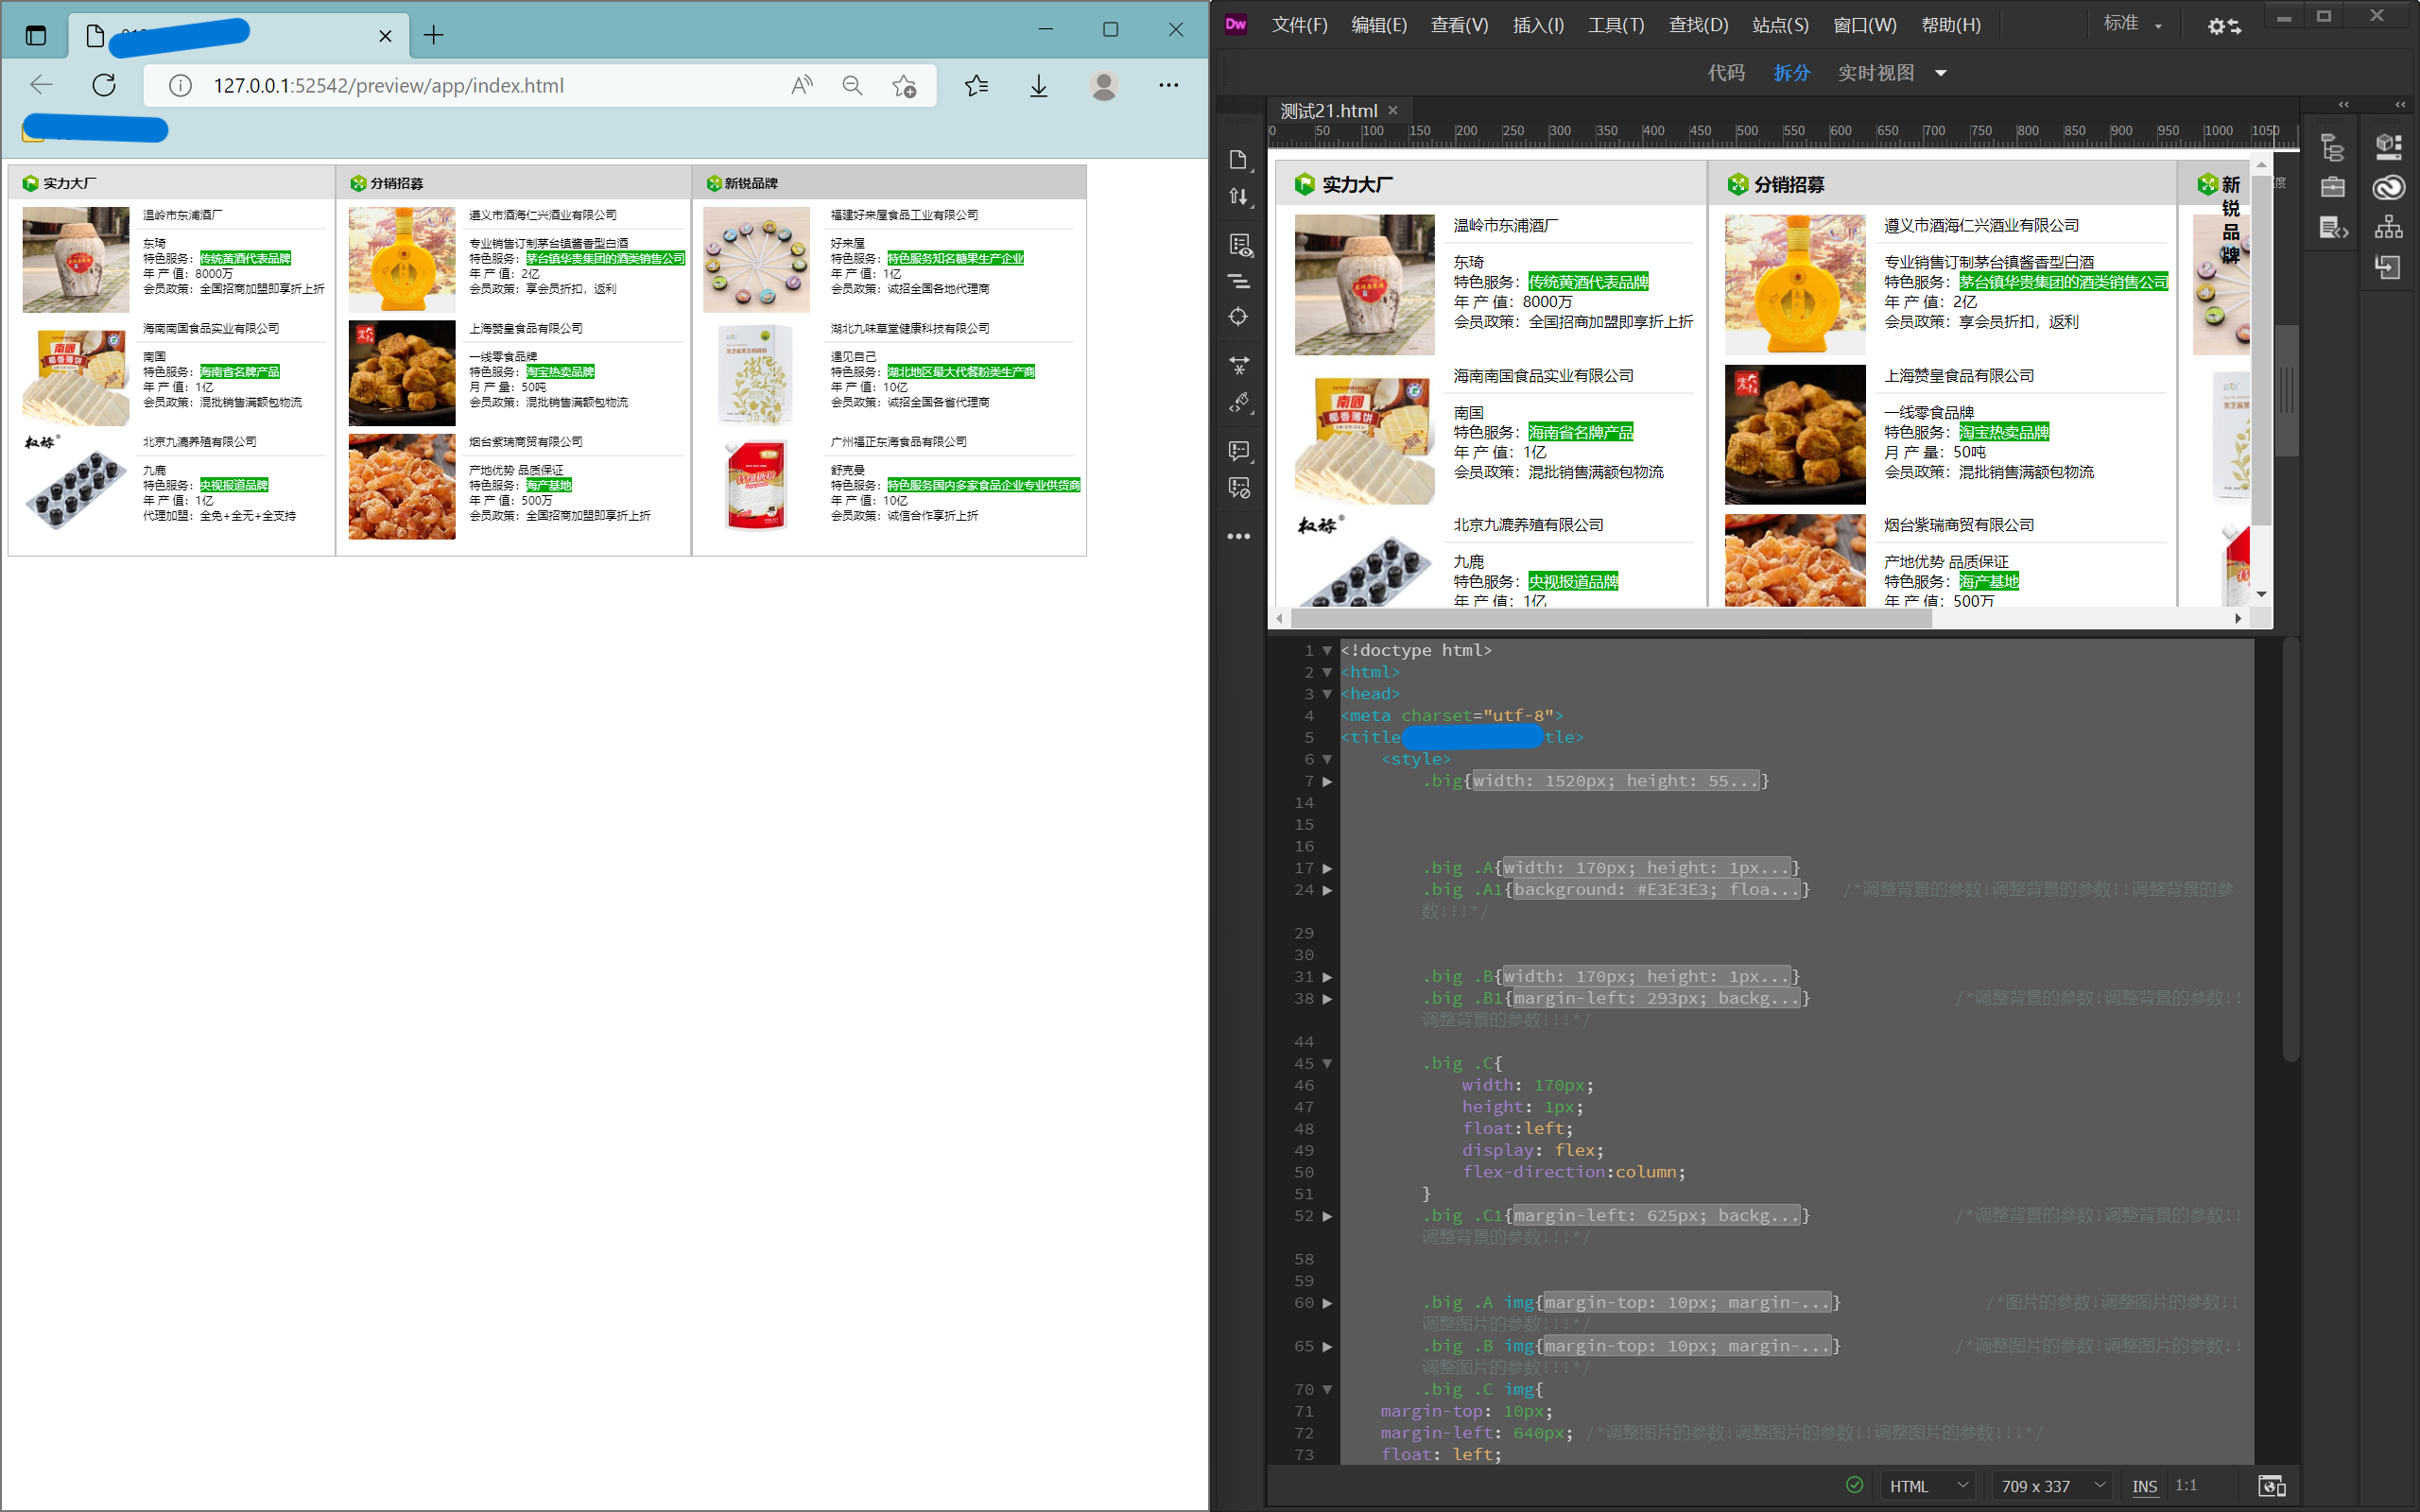 127.0.0.1:52542/preview/app/index.html
实力大厂
温岭市东浦酒厂
东琦
特色服务：传统黄酒代表品牌
年 产 值：8000万
会员政策：全国招商加盟即享折上折
海南南国食品实业有限公司
南国
特色服务：海南省名牌产品
年 产 值：1亿
会员政策：混批销售满额包物流
北京九漉养殖有限公司
九鹿
特色服务：央视报道品牌
年 产 值：1亿
代理加盟：全免+全无+全支持
分销招募
遵义市酒海仁兴酒业有限公司
专业销售订制茅台镇酱香型白酒
特色服务：茅台镇华贵集团的酒类销售公司
年 产 值：2亿
会员政策：享会员折扣，返利
上海赞皇食品有限公司
一线零食品牌
特色服务：淘宝热卖品牌
月 产 量：50吨
会员政策：混批销售满额包物流
烟台紫瑞商贸有限公司
产地优势 品质保证
特色服务：海产基地
年 产 值：500万
会员政策：全国招商加盟即享折上折
新锐品牌
福建好来屋食品工业有限公司
好来屋
特色服务：特色服务知名糖果生产企业
年 产 值：1亿
会员政策：诚招全国各地代理商
湖北九味草堂健康科技有限公司
遇见自己
特色服务：湖北地区最大代餐粉类生产商
年 产 值：10亿
会员政策：诚招全国各省代理商
广州福正东海食品有限公司
舒克曼
特色服务：特色服务国内多家食品企业专业供货商
年 产 值：10亿
会员政策：诚信合作享折上折
南國
Dw 文件(F) 编辑(E) 查看(V) 插入(I) 工具(T) 查找(D) 站点(S) 窗口(W) 帮助(H) 标准
代码 拆分 实时视图
测试21.html
0 50 100 150 200 250 300 350 400 450 500 550 600 650 700 750 800 850 900 950 1000 1050
实力大厂
温岭市东浦酒厂
东琦
特色服务：传统黄酒代表品牌
年 产 值：8000万
会员政策：全国招商加盟即享折上折
海南南国食品实业有限公司
南国
特色服务：海南省名牌产品
年 产 值：1亿
会员政策：混批销售满额包物流
北京九漉养殖有限公司
九鹿
特色服务：央视报道品牌
年 产 值：1亿
南國
椰香薄饼
分销招募
遵义市酒海仁兴酒业有限公司
专业销售订制茅台镇酱香型白酒
特色服务：茅台镇华贵集团的酒类销售公司
年 产 值：2亿
会员政策：享会员折扣，返利
上海赞皇食品有限公司
一线零食品牌
特色服务：淘宝热卖品牌
月 产 量：50吨
会员政策：混批销售满额包物流
烟台紫瑞商贸有限公司
产地优势 品质保证
特色服务：海产基地
年 产 值：500万
新
锐
品
牌
1 <!doctype html>
2 <html>
3 <head>
4 <meta charset="utf-8">
5 <title tle>
6 <style>
7 .big{width: 1520px; height: 55...}
14
15
16
17 .big .A{width: 170px; height: 1px...}
24 .big .A1{background: #E3E3E3; floa...} /*调整背景的参数!调整背景的参数!!调整背景的参
数!!!*/
29
30
31 .big .B{width: 170px; height: 1px...}
38 .big .B1{margin-left: 293px; backg...} /*调整背景的参数!调整背景的参数!!
调整背景的参数!!!*/
44
45 .big .C{
46 width: 170px;
47 height: 1px;
48 float:left;
49 display: flex;
50 flex-direction:column;
51 }
52 .big .C1{margin-left: 625px; backg...} /*调整背景的参数!调整背景的参数!!
调整背景的参数!!!*/
58
59
60 .big .A img{margin-top: 10px; margin-...} /*图片的参数!调整图片的参数!!
调整图片的参数!!!*/
65 .big .B img{margin-top: 10px; margin-...} /*调整图片的参数!调整图片的参数!!
调整图片的参数!!!*/
70 .big .C img{
71 margin-top: 10px;
72 margin-left: 640px; /*调整图片的参数!调整图片的参数!!调整图片的参数!!!*/
73 float: left;
HTML 709 x 337 INS 1:1